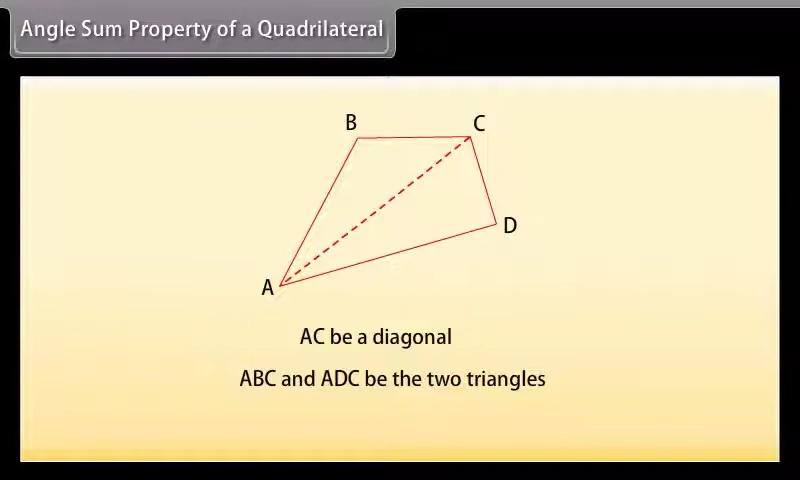 Angle Sum Property of a Quadrilateral
B
C
D
A
AC be a diagonal
ABC and ADC be the two triangles